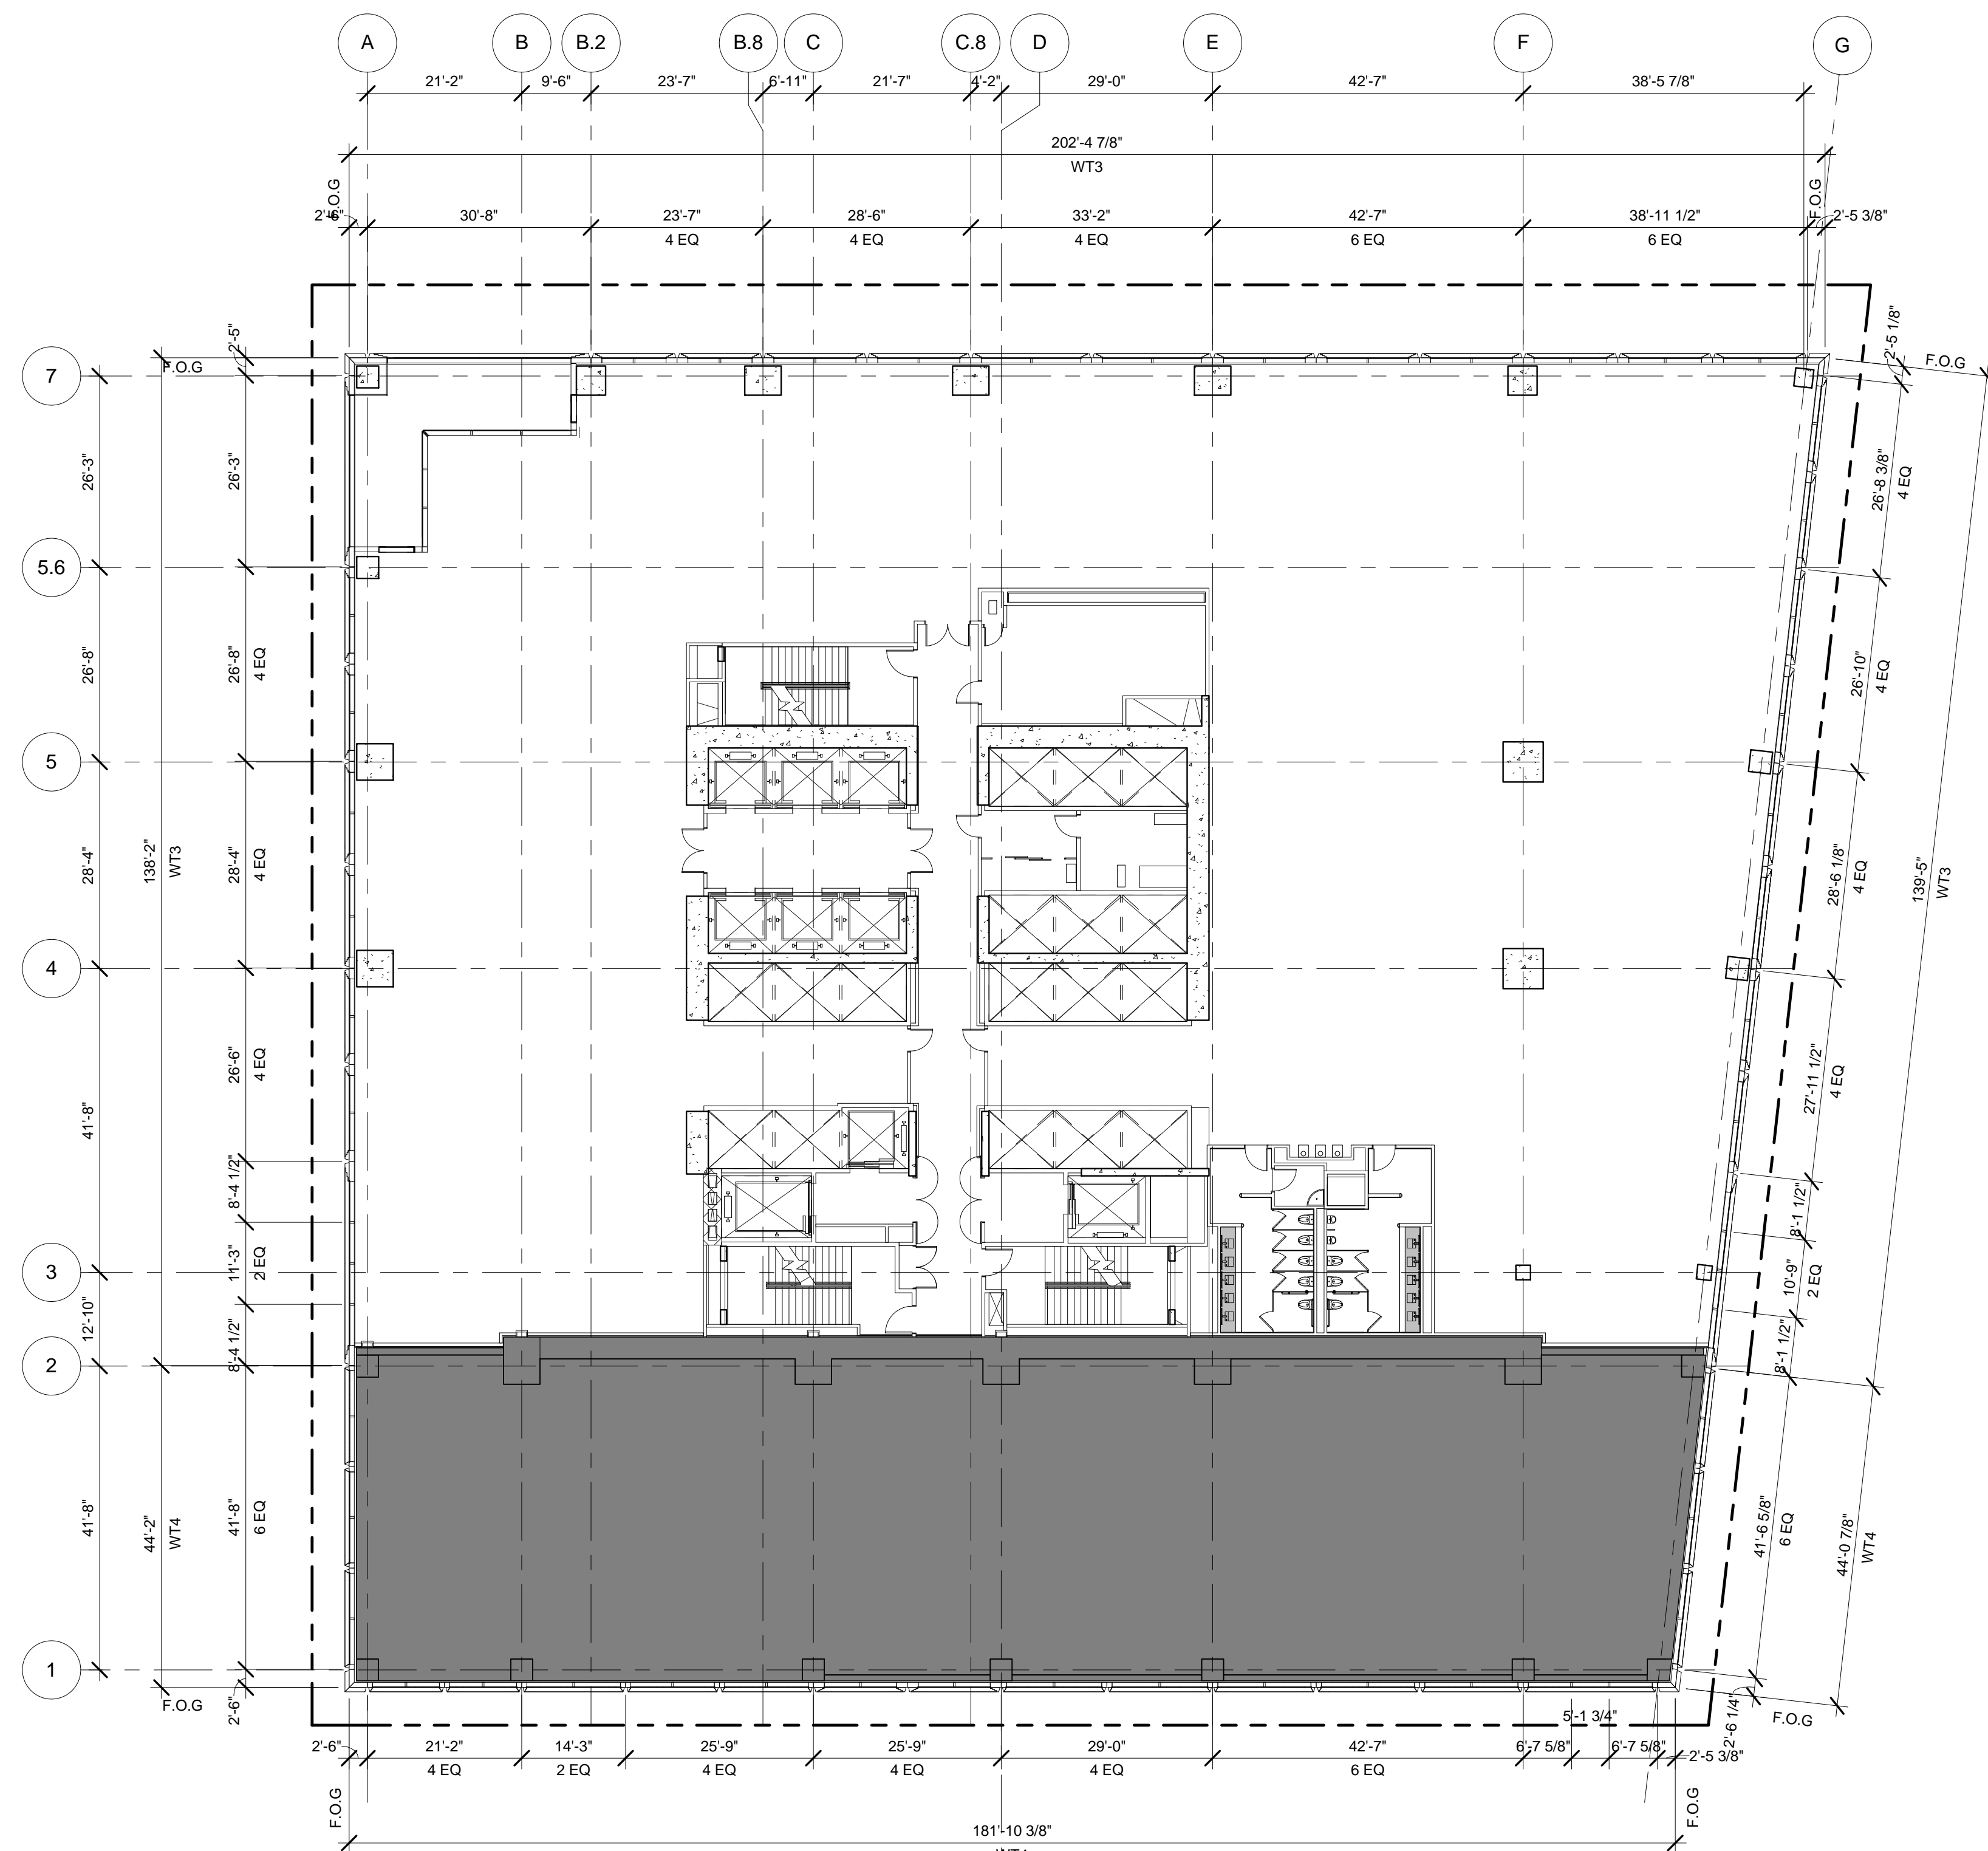 A B B.2 B.8 C C.8 D E F G
21'-2" 9'-6" 23'-7" 6'-11" 21'-7" 4'-2" 29'-0" 42'-7" 38'-5 7/8"
202'-4 7/8"
WT3
F.O.G F.O.G
2'-6" 30'-8" 23'-7" 28'-6" 33'-2" 42'-7" 38'-11 1/2" 2'-5 3/8"
4 EQ 4 EQ 4 EQ 6 EQ 6 EQ
7
5.6
5
4
3
2
1
26'-3"
26'-8"
28'-4"
41'-8"
12'-10"
41'-8"
F.O.G
138'-2"
WT3
44'-2"
WT4
F.O.G
2'-5"
26'-3"
26'-8"
4 EQ
28'-4"
4 EQ
26'-6"
4 EQ
8'-4 1/2"
11'-3"
2 EQ
8'-4 1/2"
41'-8"
6 EQ
2'-6"
2'-5 1/8"
F.O.G
26'-8 3/8"
4 EQ
26'-10"
4 EQ
28'-6 1/8"
4 EQ
27'-11 1/2"
4 EQ
8'-1 1/2"
10'-9"
2 EQ
8'-1 1/2"
41'-6 5/8"
6 EQ
2'-6 1/4"
F.O.G
139'-5"
WT3
44'-0 7/8"
WT4
5'-1 3/4"
2'-6" 21'-2" 14'-3" 25'-9" 25'-9" 29'-0" 42'-7" 6'-7 5/8" 6'-7 5/8" 2'-5 3/8"
4 EQ 2 EQ 4 EQ 4 EQ 4 EQ 6 EQ
F.O.G F.O.G
181'-10 3/8"